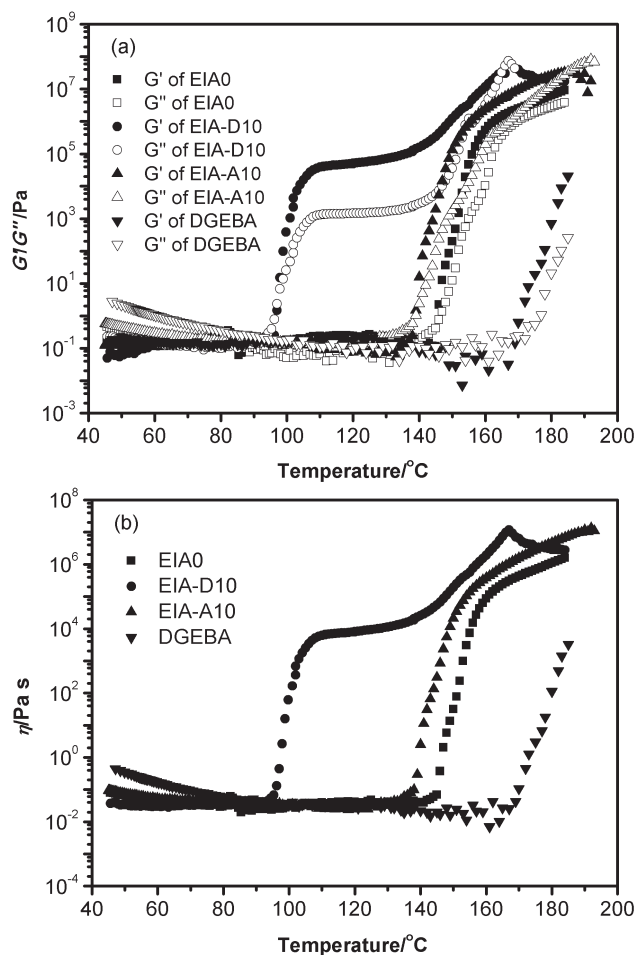 (a)
G' of EIA0
G'' of EIA0
G' of EIA-D10
G'' of EIA-D10
G' of EIA-A10
G'' of EIA-A10
G' of DGEBA
G'' of DGEBA
G'/G''/Pa
10^9
10^7
10^5
10^3
10^1
10^-1
10^-3
40 60 80 100 120 140 160 180 200
Temperature/°C
(b)
EIA0
EIA-D10
EIA-A10
DGEBA
η/Pa s
10^8
10^6
10^4
10^2
10^0
10^-2
10^-4
40 60 80 100 120 140 160 180 200
Temperature/°C